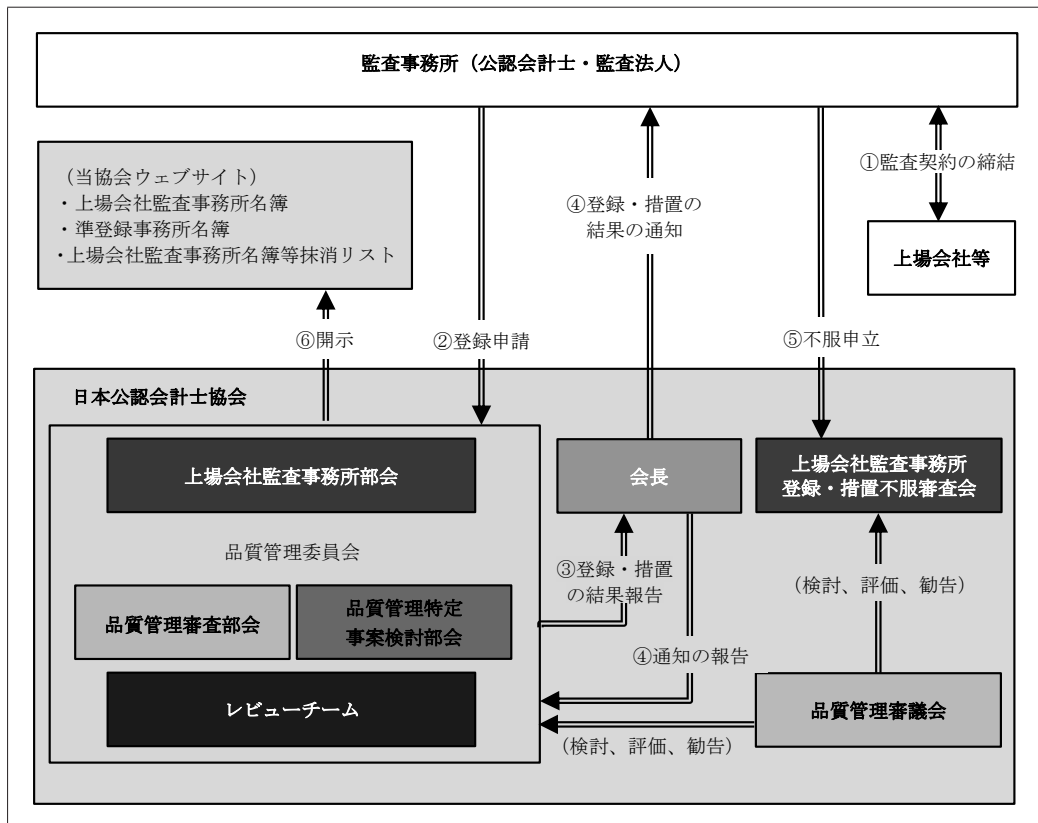 監査事務所（公認会計士・監査法人）
（当協会ウェブサイト）
・上場会社監査事務所名簿
・準登録事務所名簿
・上場会社監査事務所名簿等抹消リスト
④登録・措置の
結果の通知
①監査契約の締結
上場会社等
⑥開示
②登録申請
⑤不服申立
日本公認会計士協会
上場会社監査事務所部会
会長
上場会社監査事務所
登録・措置不服審査会
品質管理委員会
③登録・措置
の結果報告
（検討、評価、勧告）
品質管理審査部会
品質管理特定
事案検討部会
④通知の報告
レビューチーム
品質管理審議会
（検討、評価、勧告）